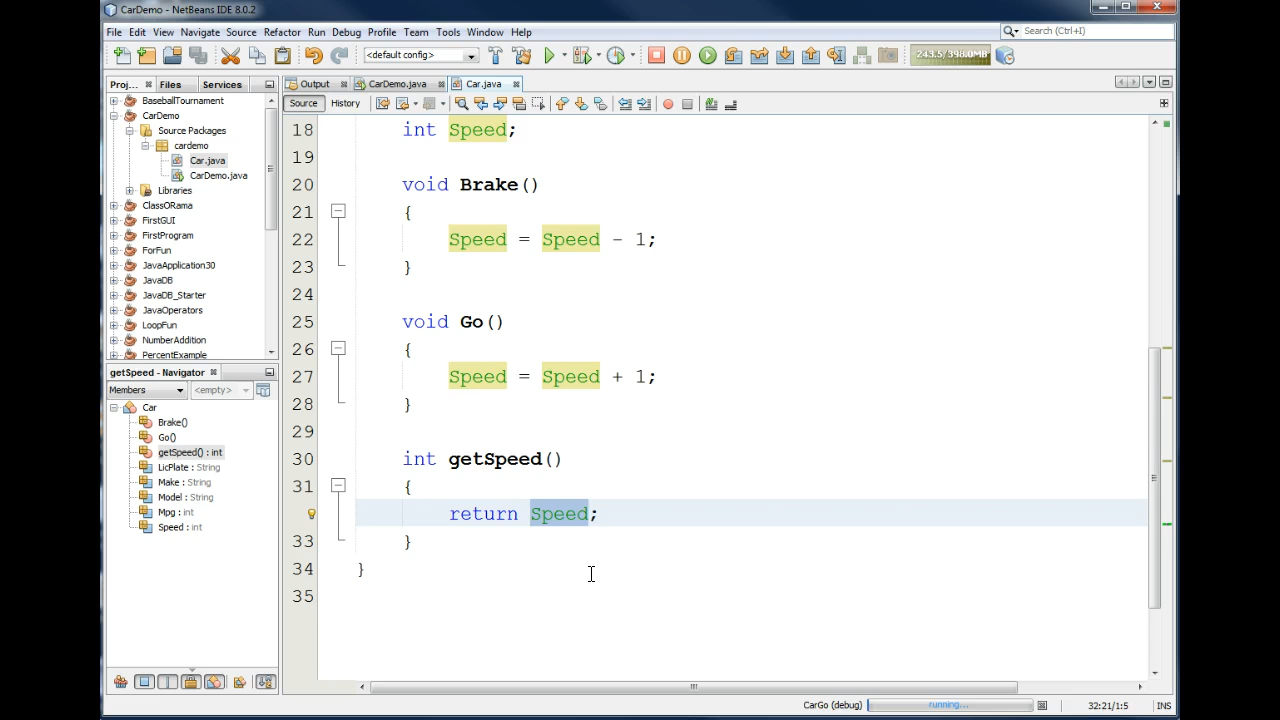 CarDemo - NetBeans IDE 8.0.2
File Edit View Navigate Source Refactor Run Debug Profile Team Tools Window Help
Search (Ctrl+I)
<default config>
243.5/398.0MB
Proj... Files Services
Output CarDemo.java Car.java
Source History
BaseballTournament
CarDemo
Source Packages
cardemo
Car.java
CarDemo.java
Libraries
ClassORama
FirstGUI
FirstProgram
ForFun
JavaApplication30
JavaDB
JavaDB_Starter
JavaOperators
LoopFun
NumberAddition
PercentExample
getSpeed - Navigator
Members <empty>
Car
Brake()
Go()
getSpeed() : int
LicPlate : String
Make : String
Model : String
Mpg : int
Speed : int
18 int Speed;
19
20 void Brake()
21 {
22 Speed = Speed - 1;
23 }
24
25 void Go()
26 {
27 Speed = Speed + 1;
28 }
29
30 int getSpeed()
31 {
return Speed;
33 }
34 }
35
CarGo (debug) running... 32:21/1:5 INS